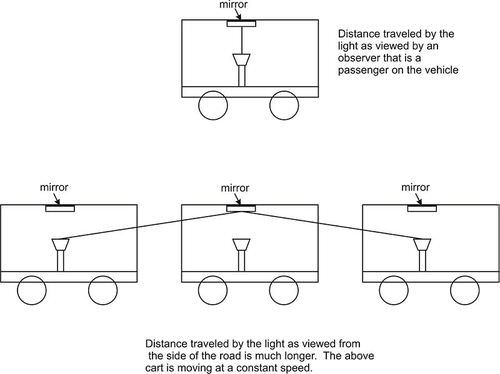 mirror
Distance traveled by the
light as viewed by an
observer that is a
passenger on the vehicle
mirror
mirror
mirror
Distance traveled by the light as viewed from
the side of the road is much longer. The above
cart is moving at a constant speed.